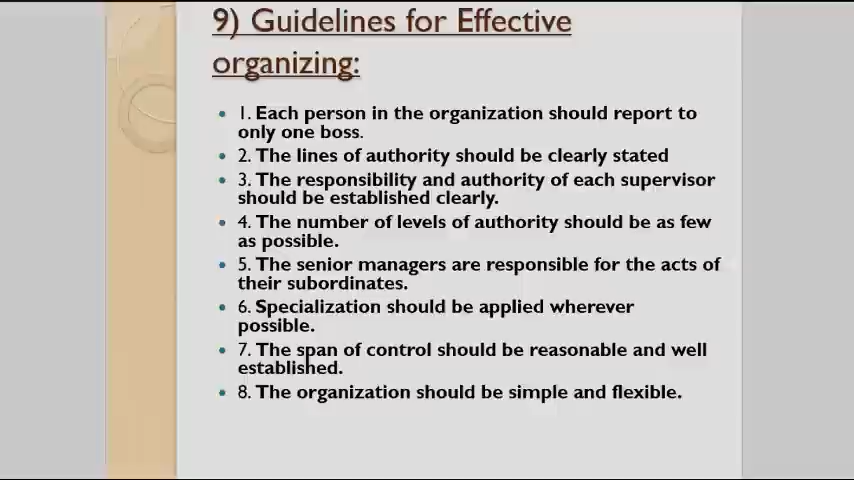 9) Guidelines for Effective
organizing:
• 1. Each person in the organization should report to
only one boss.
• 2. The lines of authority should be clearly stated
• 3. The responsibility and authority of each supervisor
should be established clearly.
• 4. The number of levels of authority should be as few
as possible.
• 5. The senior managers are responsible for the acts of
their subordinates.
• 6. Specialization should be applied wherever
possible.
• 7. The span of control should be reasonable and well
established.
• 8. The organization should be simple and flexible.